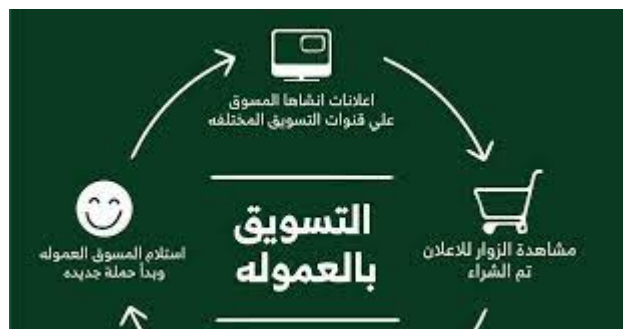 اعلانات انشاها المسوق
علي قنوات التسويق المختلفه
مشاهدة الزوار للاعلان
تم الشراء
التسويق
بالعموله
استلام المسوق العموله
وبدأ حملة جديده